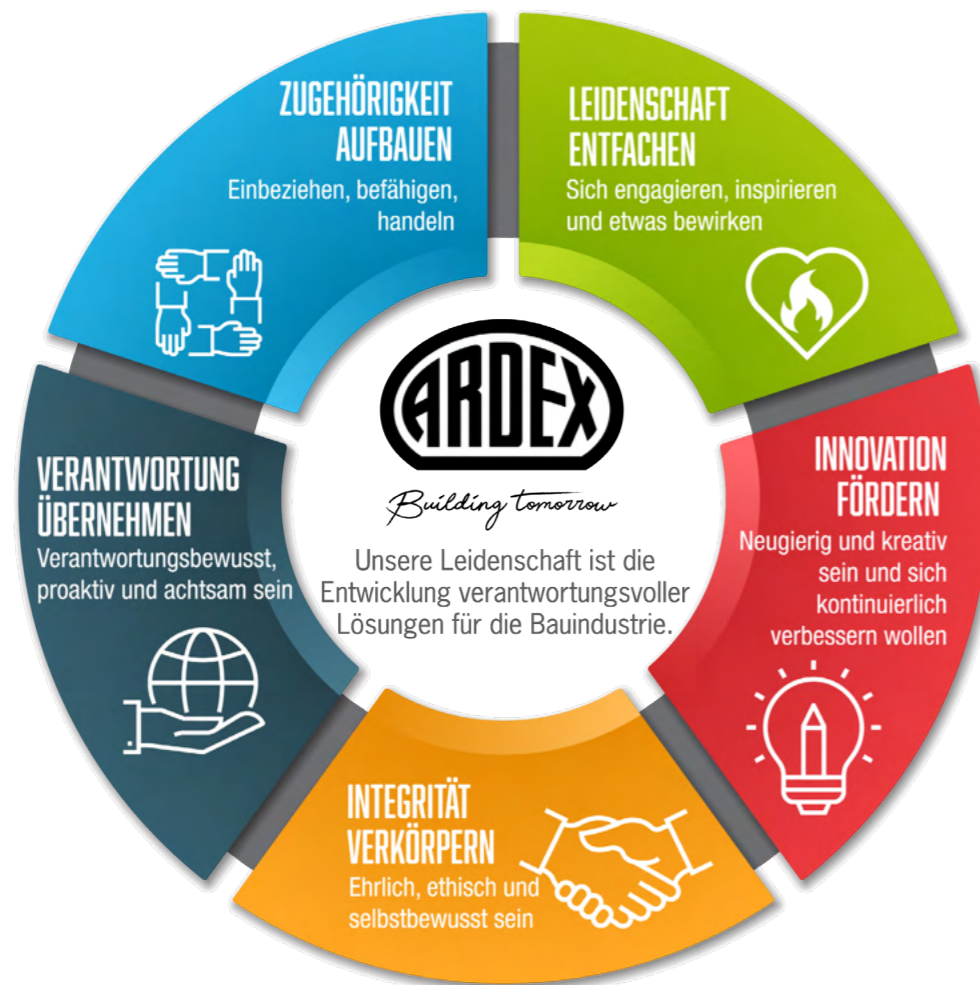 ZUGEHÖRIGKEIT
AUFBAUEN
Einbeziehen, befähigen,
handeln
LEIDENSCHAFT
ENTFACHEN
Sich engagieren, inspirieren
und etwas bewirken
ARDEX
Building tomorrow
Unsere Leidenschaft ist die
Entwicklung verantwortungsvoller
Lösungen für die Bauindustrie.
VERANTWORTUNG
ÜBERNEHMEN
Verantwortungsbewusst,
proaktiv und achtsam sein
INNOVATION
FÖRDERN
Neugierig und kreativ
sein und sich
kontinuierlich
verbessern wollen
INTEGRITÄT
VERKÖRPERN
Ehrlich, ethisch und
selbstbewusst sein